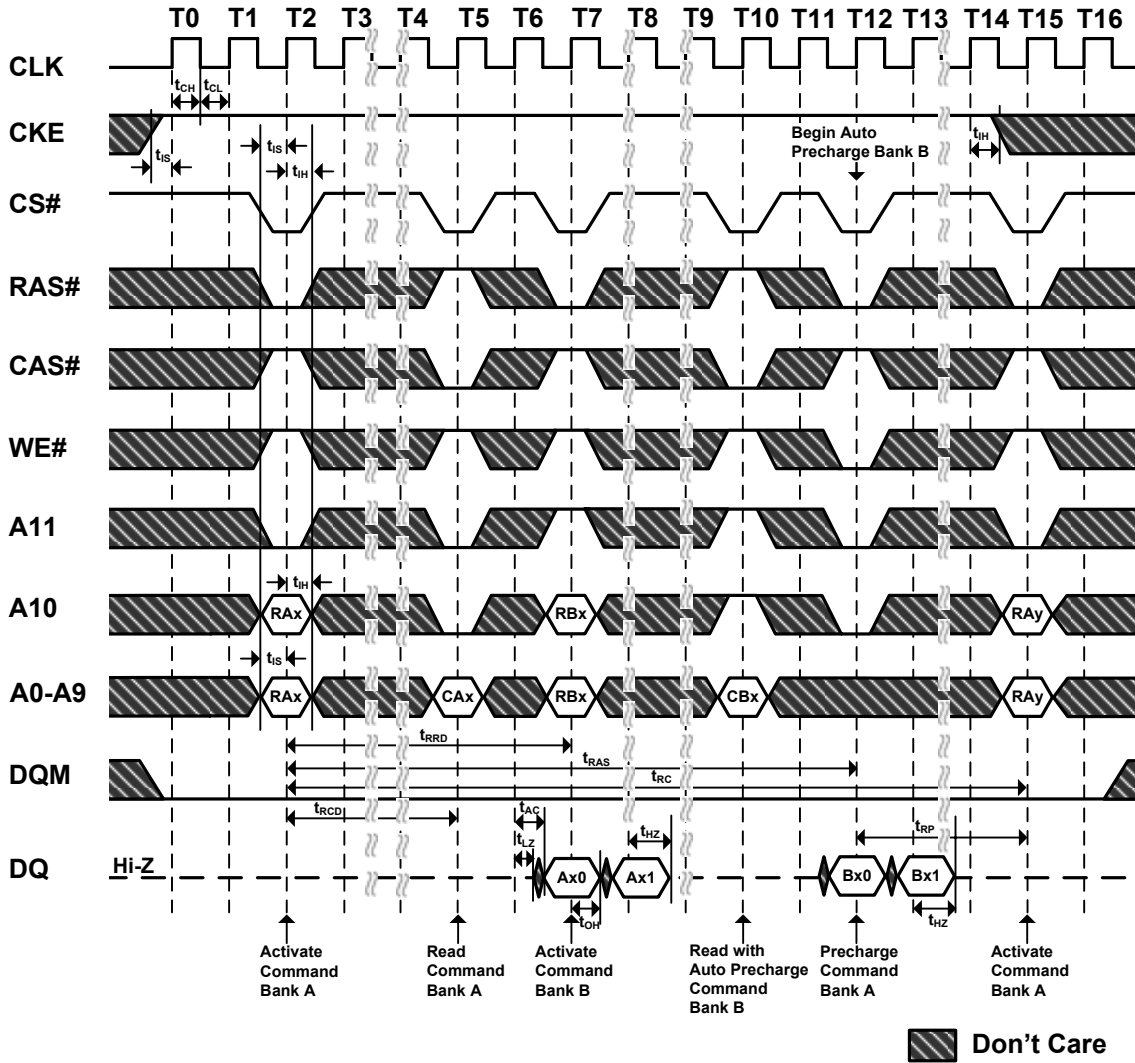 T0 T1 T2 T3 T4 T5 T6 T7 T8 T9 T10 T11 T12 T13 T14 T15 T16
CLK
tCH tCL
CKE
tIS tIS tIH
Begin Auto
Precharge Bank B
tIH
CS#
RAS#
CAS#
WE#
A11
tIH
A10
RAx RBx RAy
tIS
A0-A9
RAx CAx RBx CBx RAy
tRRD
tRAS
DQM
tRC
tRCD tAC
tHZ tRP
tLZ
DQ
Hi-Z
Ax0 Ax1 Bx0 Bx1
tOH tHZ
Activate
Command
Bank A
Read
Command
Bank A
Activate
Command
Bank B
Read with
Auto Precharge
Command
Bank B
Precharge
Command
Bank A
Activate
Command
Bank A
Don't Care